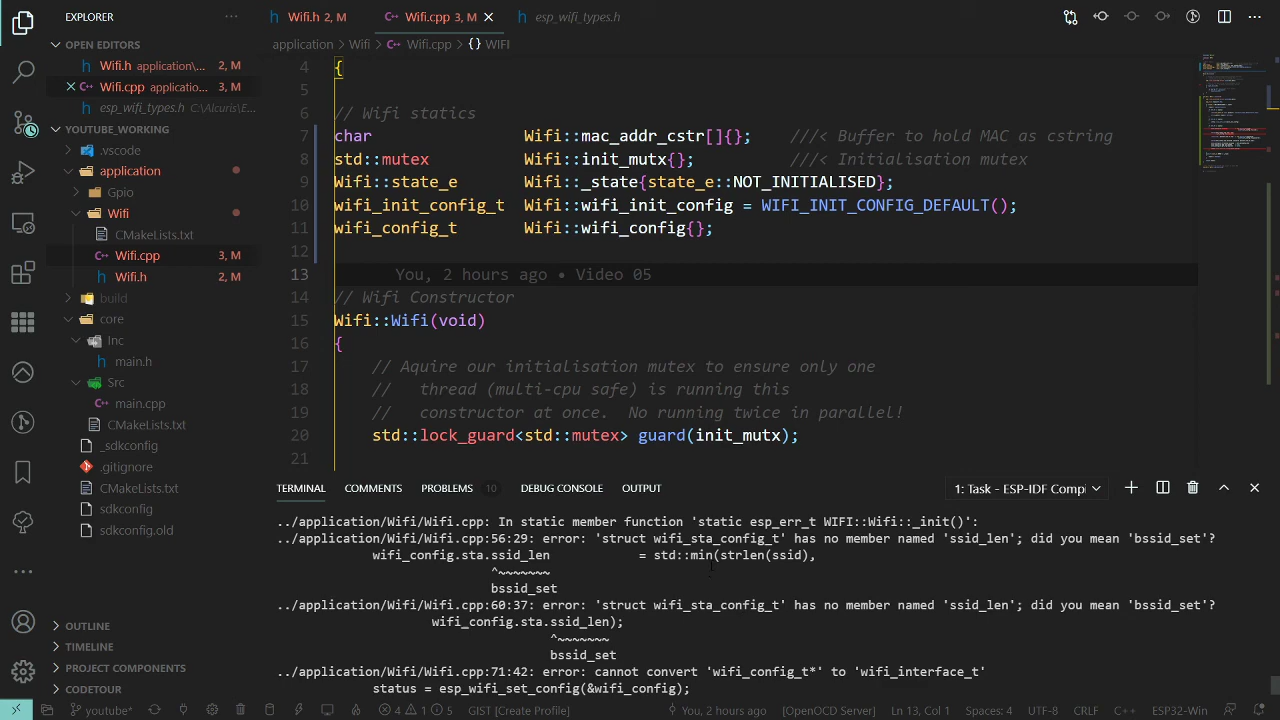 EXPLORER
OPEN EDITORS
Wifi.h application\... 2, M
Wifi.cpp applicatio... 3, M
esp_wifi_types.h C:\Alcuris\E...
YOUTUBE_WORKING
.vscode
application
Gpio
Wifi
CMakeLists.txt
Wifi.cpp 3, M
Wifi.h 2, M
build
core
Inc
main.h
Src
main.cpp
CMakeLists.txt
_sdkconfig
.gitignore
CMakeLists.txt
sdkconfig
sdkconfig.old
OUTLINE
TIMELINE
PROJECT COMPONENTS
CODETOUR
Wifi.h 2, M
Wifi.cpp 3, M
esp_wifi_types.h
application > Wifi > Wifi.cpp > {} WIFI
4 {
5
6 // Wifi statics
7 char Wifi::mac_addr_cstr[]{}; ///< Buffer to hold MAC as cstring
8 std::mutex Wifi::init_mutx{}; ///< Initialisation mutex
9 Wifi::state_e Wifi::_state{state_e::NOT_INITIALISED};
10 wifi_init_config_t Wifi::wifi_init_config = WIFI_INIT_CONFIG_DEFAULT();
11 wifi_config_t Wifi::wifi_config{};
12
13 You, 2 hours ago • Video 05
14 // Wifi Constructor
15 Wifi::Wifi(void)
16 {
17 // Aquire our initialisation mutex to ensure only one
18 // thread (multi-cpu safe) is running this
19 // constructor at once. No running twice in parallel!
20 std::lock_guard<std::mutex> guard(init_mutx);
21
TERMINAL COMMENTS PROBLEMS 10 DEBUG CONSOLE OUTPUT 1: Task - ESP-IDF Compi
../application/Wifi/Wifi.cpp: In static member function 'static esp_err_t WIFI::Wifi::_init()':
../application/Wifi/Wifi.cpp:56:29: error: 'struct wifi_sta_config_t' has no member named 'ssid_len'; did you mean 'bssid_set'?
wifi_config.sta.ssid_len = std::min(strlen(ssid),
^~~~~~~~
bssid_set
../application/Wifi/Wifi.cpp:60:37: error: 'struct wifi_sta_config_t' has no member named 'ssid_len'; did you mean 'bssid_set'?
wifi_config.sta.ssid_len);
^~~~~~~~
bssid_set
../application/Wifi/Wifi.cpp:71:42: error: cannot convert 'wifi_config_t*' to 'wifi_interface_t'
status = esp_wifi_set_config(&wifi_config);
youtube* 4 1 5 GIST [Create Profile] You, 2 hours ago [OpenOCD Server] Ln 13, Col 1 Spaces: 4 UTF-8 CRLF C++ ESP32-Win